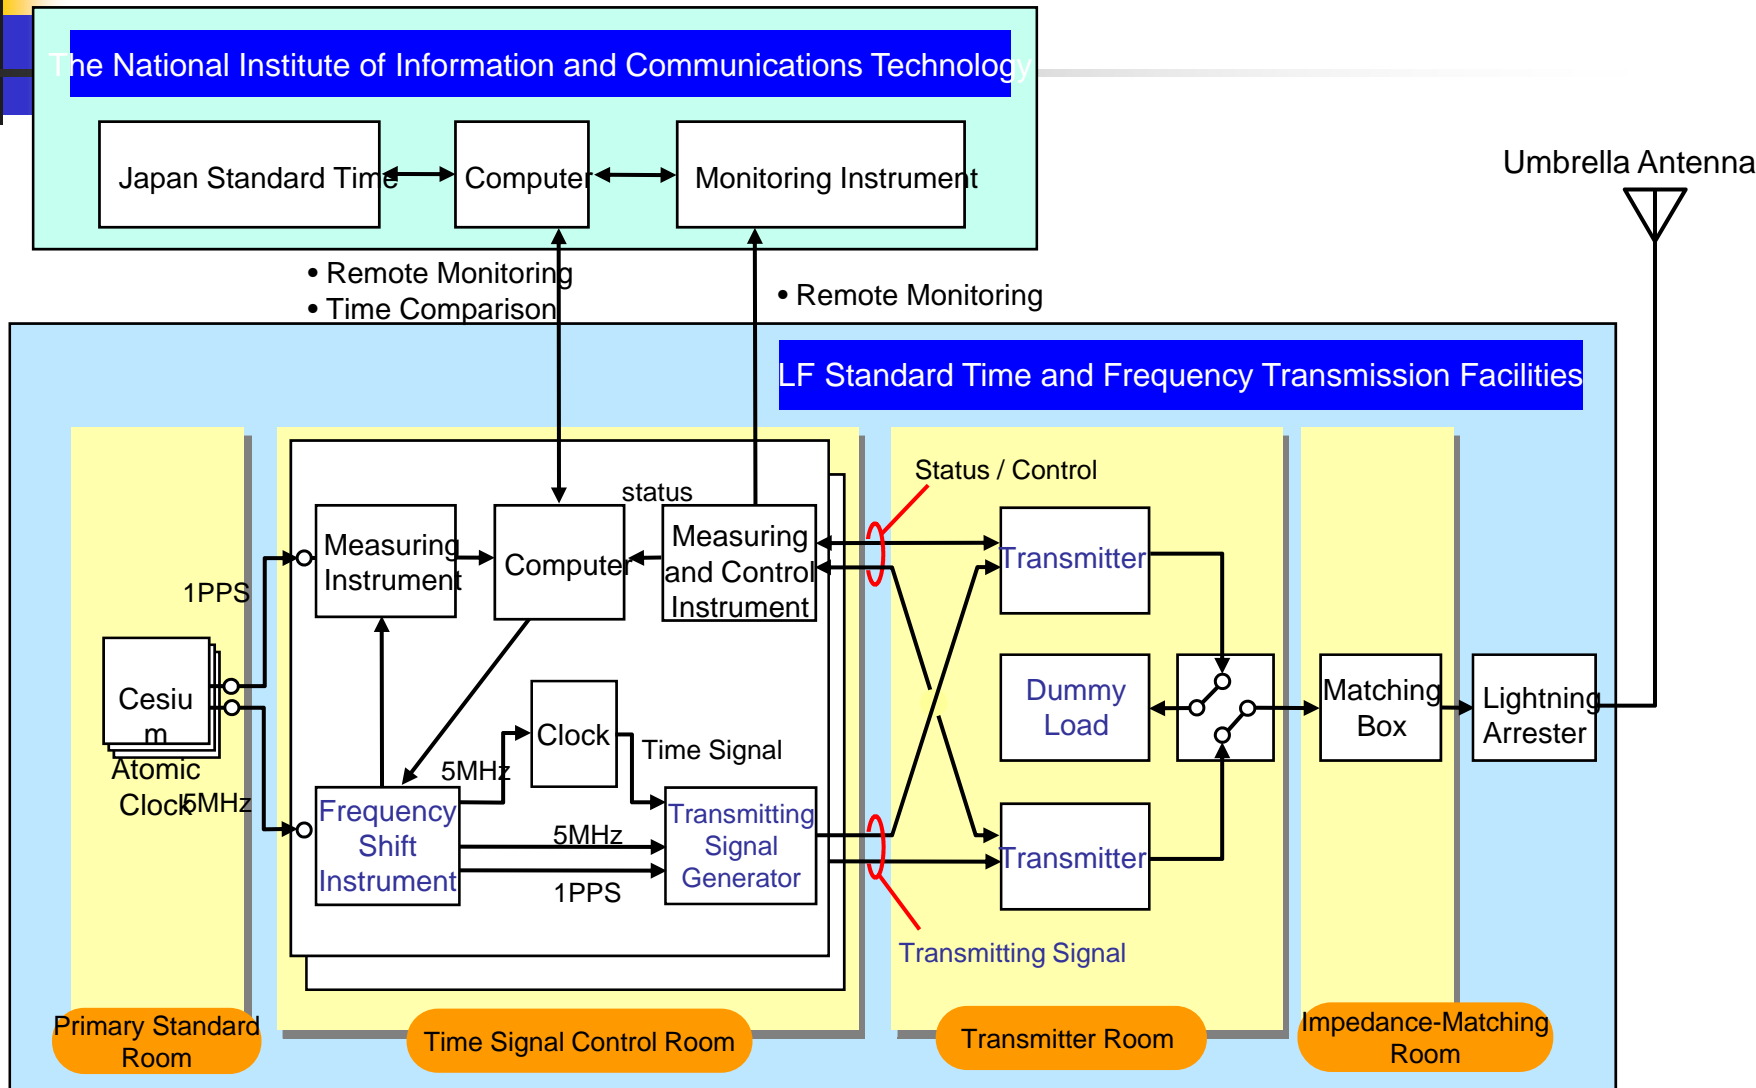 The National Institute of Information and Communications Technology
Japan Standard Time
Computer
Monitoring Instrument
Umbrella Antenna
• Remote Monitoring
• Time Comparison
• Remote Monitoring
LF Standard Time and Frequency Transmission Facilities
Status / Control
status
Measuring
Instrument
Computer
Measuring
and Control
Instrument
Transmitter
1PPS
Cesiu
m
Atomic
Clock
5MHz
Clock
Time Signal
5MHz
Dummy
Load
Matching
Box
Lightning
Arrester
Frequency
Shift
Instrument
5MHz
1PPS
Transmitting
Signal
Generator
Transmitter
Transmitting Signal
Primary Standard
Room
Time Signal Control Room
Transmitter Room
Impedance-Matching
Room